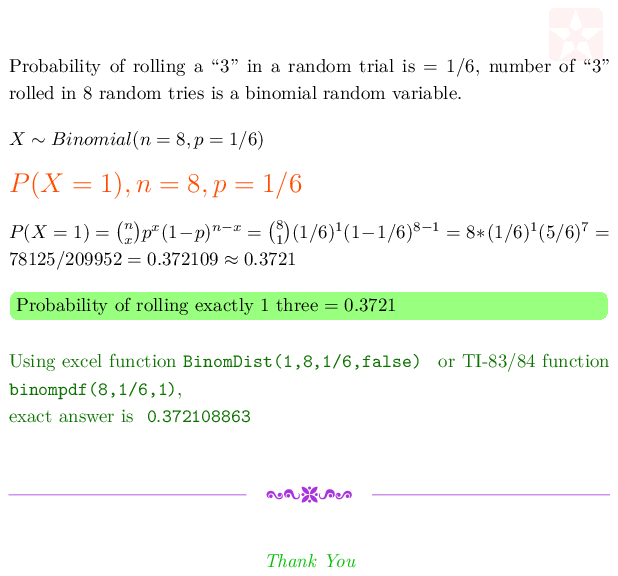 Probability of rolling a “3” in a random trial is = 1/6, number of “3”
rolled in 8 random tries is a binomial random variable.
X ∼ Binomial(n = 8, p = 1/6)
P(X = 1), n = 8, p = 1/6
P(X = 1) = (n x) p^x (1−p)^{n−x} = (8 1) (1/6)^1 (1−1/6)^{8−1} = 8∗(1/6)^1 (5/6)^7 =
78125/209952 = 0.372109 ≈ 0.3721
Probability of rolling exactly 1 three = 0.3721
Using excel function BinomDist(1,8,1/6,false) or TI-83/84 function
binompdf(8,1/6,1),
exact answer is 0.372108863
Thank You